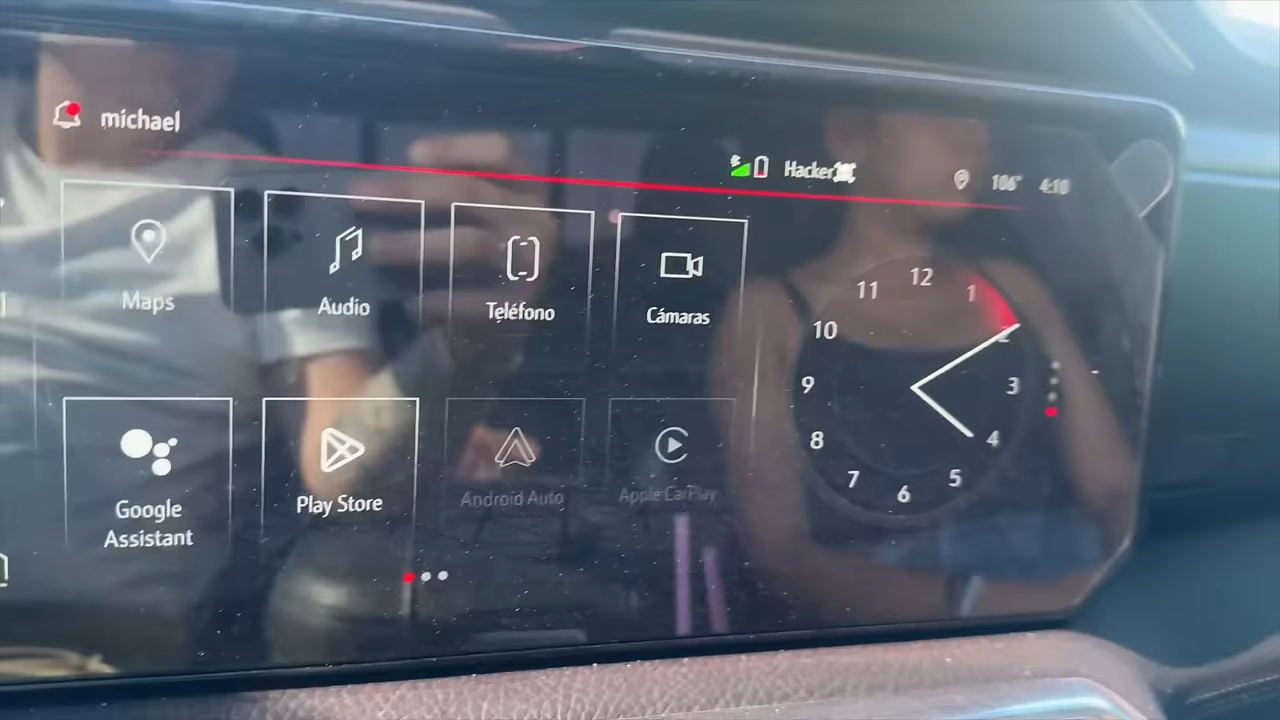 michael
Hacker
106° 4:10
Maps
Audio
Teléfono
Cámaras
Google
Assistant
Play Store
Android Auto
Apple CarPlay
12
1
2
3
4
5
6
7
8
9
10
11